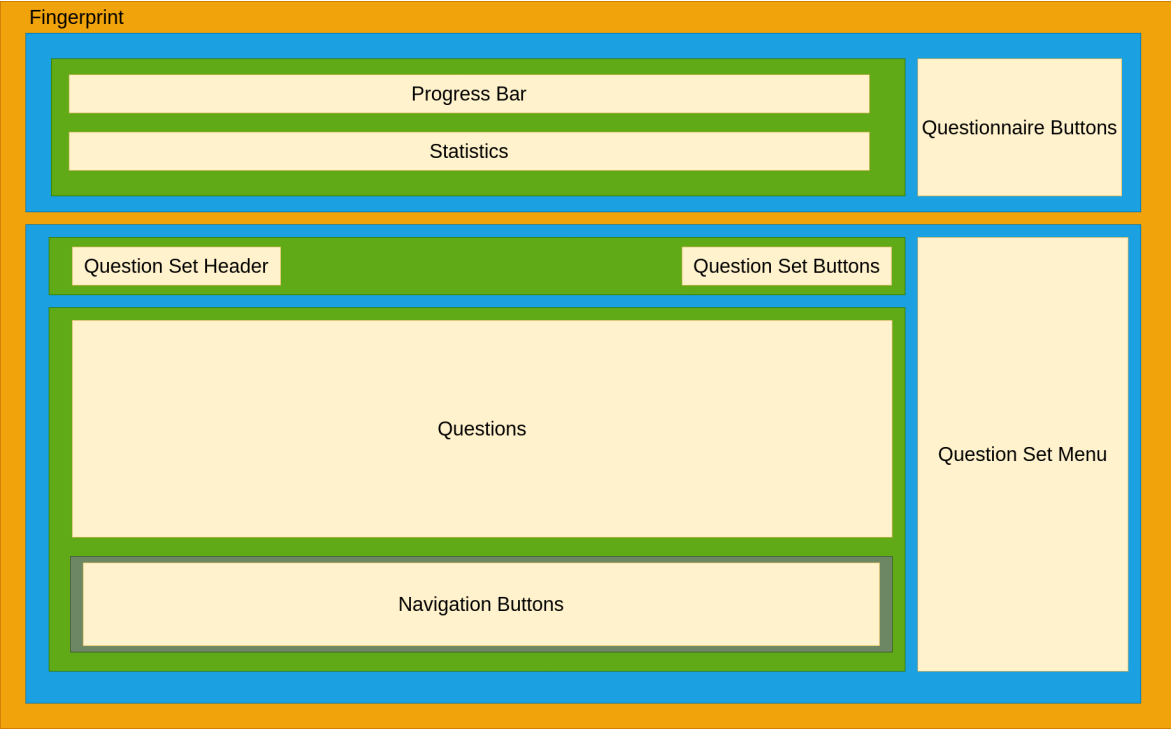 Fingerprint
Progress Bar
Statistics
Questionnaire Buttons
Question Set Header
Question Set Buttons
Questions
Question Set Menu
Navigation Buttons